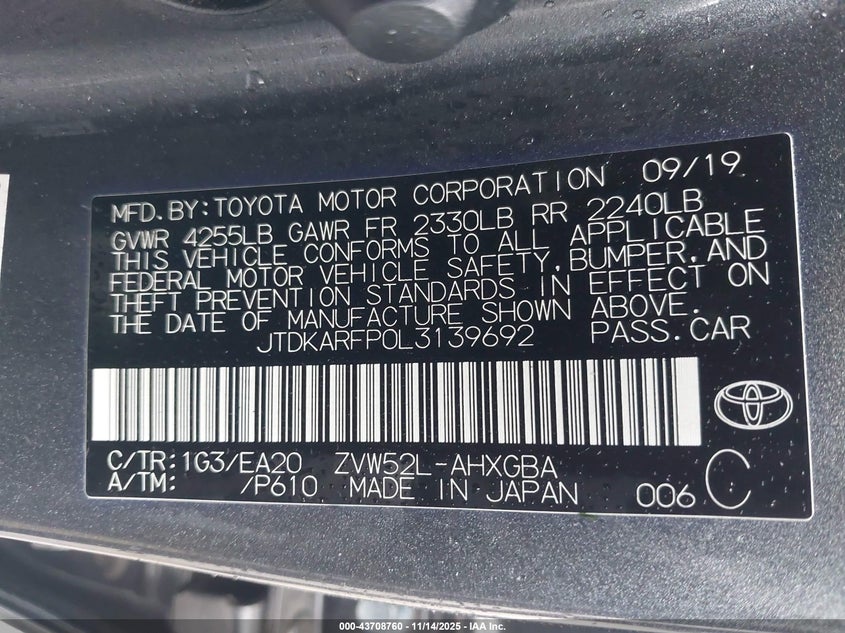 MFD. BY: TOYOTA MOTOR CORPORATION 09/19
GVWR 4255LB GAWR FR 2330LB RR 2240LB
THIS VEHICLE CONFORMS TO ALL APPLICABLE
FEDERAL MOTOR VEHICLE SAFETY, BUMPER, AND
THEFT PREVENTION STANDARDS IN EFFECT ON
THE DATE OF MANUFACTURE SHOWN ABOVE.
JTDKARFP0L3139692 PASS. CAR
C/TR: 1G3/EA20 ZVW52L-AHXGBA
A/TM: /P610 MADE IN JAPAN 006 C
000-43708760 - 11/14/2025 - IAA Inc.